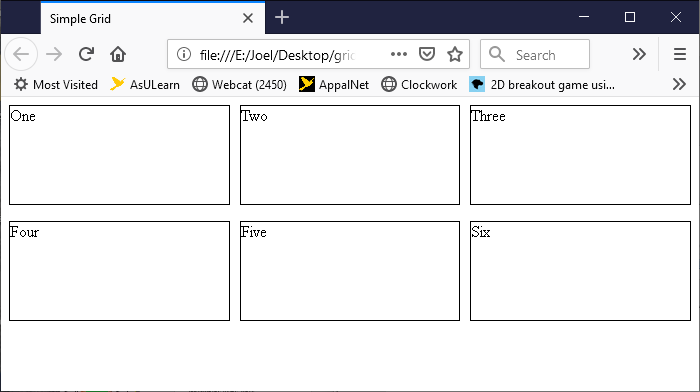 Simple Grid
file:///E:/Joel/Desktop/grid
Search
Most Visited AsULearn Webcat (2450) AppalNet Clockwork 2D breakout game usi...
One Two Three
Four Five Six